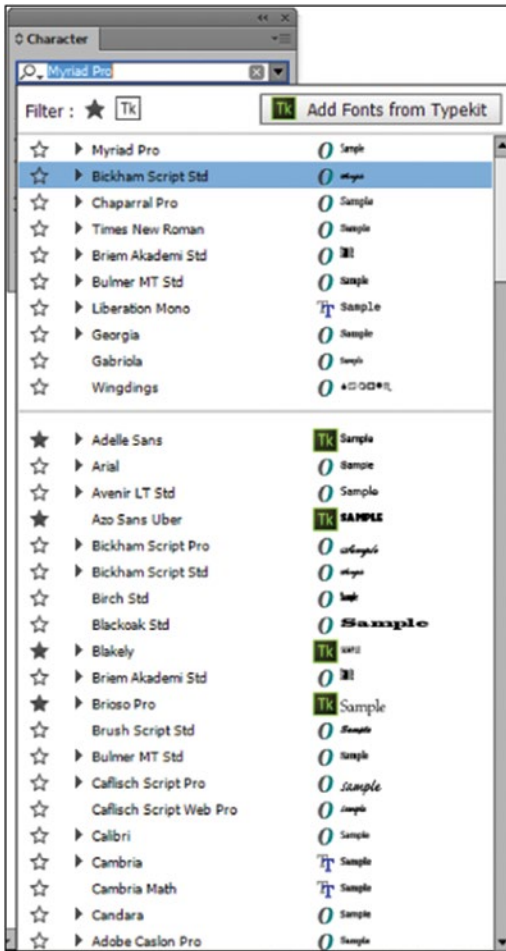 Character
Myriad Pro
Filter : Tk Tk Add Fonts from Typekit
Myriad Pro O Sample
Bickham Script Std O
Chaparral Pro O Sample
Times New Roman O Sample
Briem Akademi Std O
Bulmer MT Std O Sample
Liberation Mono TT Sample
Georgia O Sample
Gabriola O Sample
Wingdings O
Adelle Sans Tk Sample
Arial O Sample
Avenir LT Std O Sample
Azo Sans Uber Tk SAMPLE
Bickham Script Pro O Sample
Bickham Script Std O
Birch Std O Sample
Blackoak Std O Sample
Blakely Tk
Briem Akademi Std O
Brioso Pro Tk Sample
Brush Script Std O Sample
Bulmer MT Std O Sample
Caflisch Script Pro O Sample
Caflisch Script Web Pro O Sample
Calibri O Sample
Cambria TT Sample
Cambria Math TT Sample
Candara O Sample
Adobe Caslon Pro O Sample